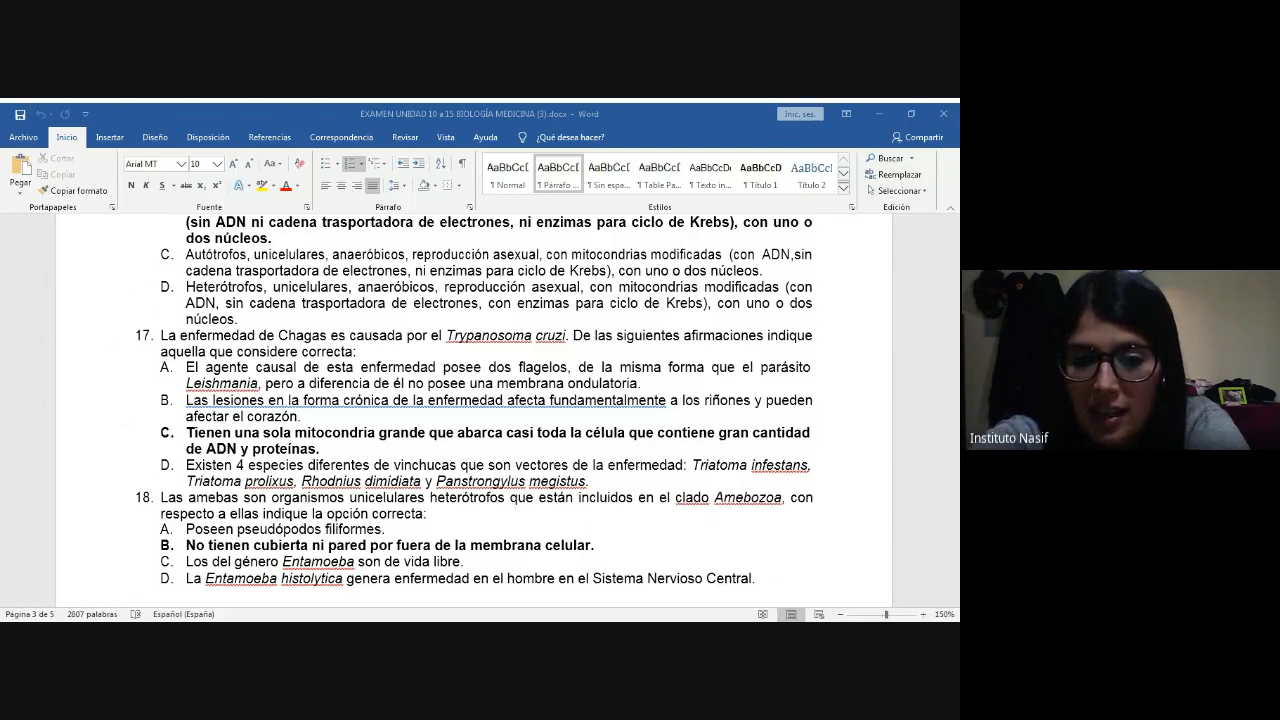 EXAMEN UNIDAD 10 a 15 BIOLOGÍA MEDICINA (3).docx - Word
Inic. ses.
Archivo Inicio Insertar Diseño Disposición Referencias Correspondencia Revisar Vista Ayuda ¿Qué desea hacer? Compartir
Pegar
Cortar
Copiar
Copiar formato
Portapapeles
Arial MT 10
N K S abc x₂ x²
Fuente
Párrafo
AaBbCcI AaBbCcI AaBbCcI AaBbCcI AaBbCcD AaBbCcD AaBbCcI
¶ Normal ¶ Párrafo ... ¶ Sin espa... ¶ Table Pa... ¶ Texto in... ¶ Título 1 ¶ Título 2
Estilos
Buscar
Reemplazar
Seleccionar
Edición
(sin ADN ni cadena trasportadora de electrones, ni enzimas para ciclo de Krebs), con uno o
dos núcleos.
C. Autótrofos, unicelulares, anaeróbicos, reproducción asexual, con mitocondrias modificadas (con ADN,sin
cadena trasportadora de electrones, ni enzimas para ciclo de Krebs), con uno o dos núcleos.
D. Heterótrofos, unicelulares, anaeróbicos, reproducción asexual, con mitocondrias modificadas (con
ADN, sin cadena trasportadora de electrones, con enzimas para ciclo de Krebs), con uno o dos
núcleos.
17. La enfermedad de Chagas es causada por el Trypanosoma cruzi. De las siguientes afirmaciones indique
aquella que considere correcta:
A. El agente causal de esta enfermedad posee dos flagelos, de la misma forma que el parásito
Leishmania, pero a diferencia de él no posee una membrana ondulatoria.
B. Las lesiones en la forma crónica de la enfermedad afecta fundamentalmente a los riñones y pueden
afectar el corazón.
C. Tienen una sola mitocondria grande que abarca casi toda la célula que contiene gran cantidad
de ADN y proteínas.
D. Existen 4 especies diferentes de vinchucas que son vectores de la enfermedad: Triatoma infestans,
Triatoma prolixus, Rhodnius dimidiata y Panstrongylus megistus.
18. Las amebas son organismos unicelulares heterótrofos que están incluidos en el clado Amebozoa, con
respecto a ellas indique la opción correcta:
A. Poseen pseudópodos filiformes.
B. No tienen cubierta ni pared por fuera de la membrana celular.
C. Los del género Entamoeba son de vida libre.
D. La Entamoeba histolytica genera enfermedad en el hombre en el Sistema Nervioso Central.
Página 3 de 5 2807 palabras Español (España) 150%
Instituto Nasif